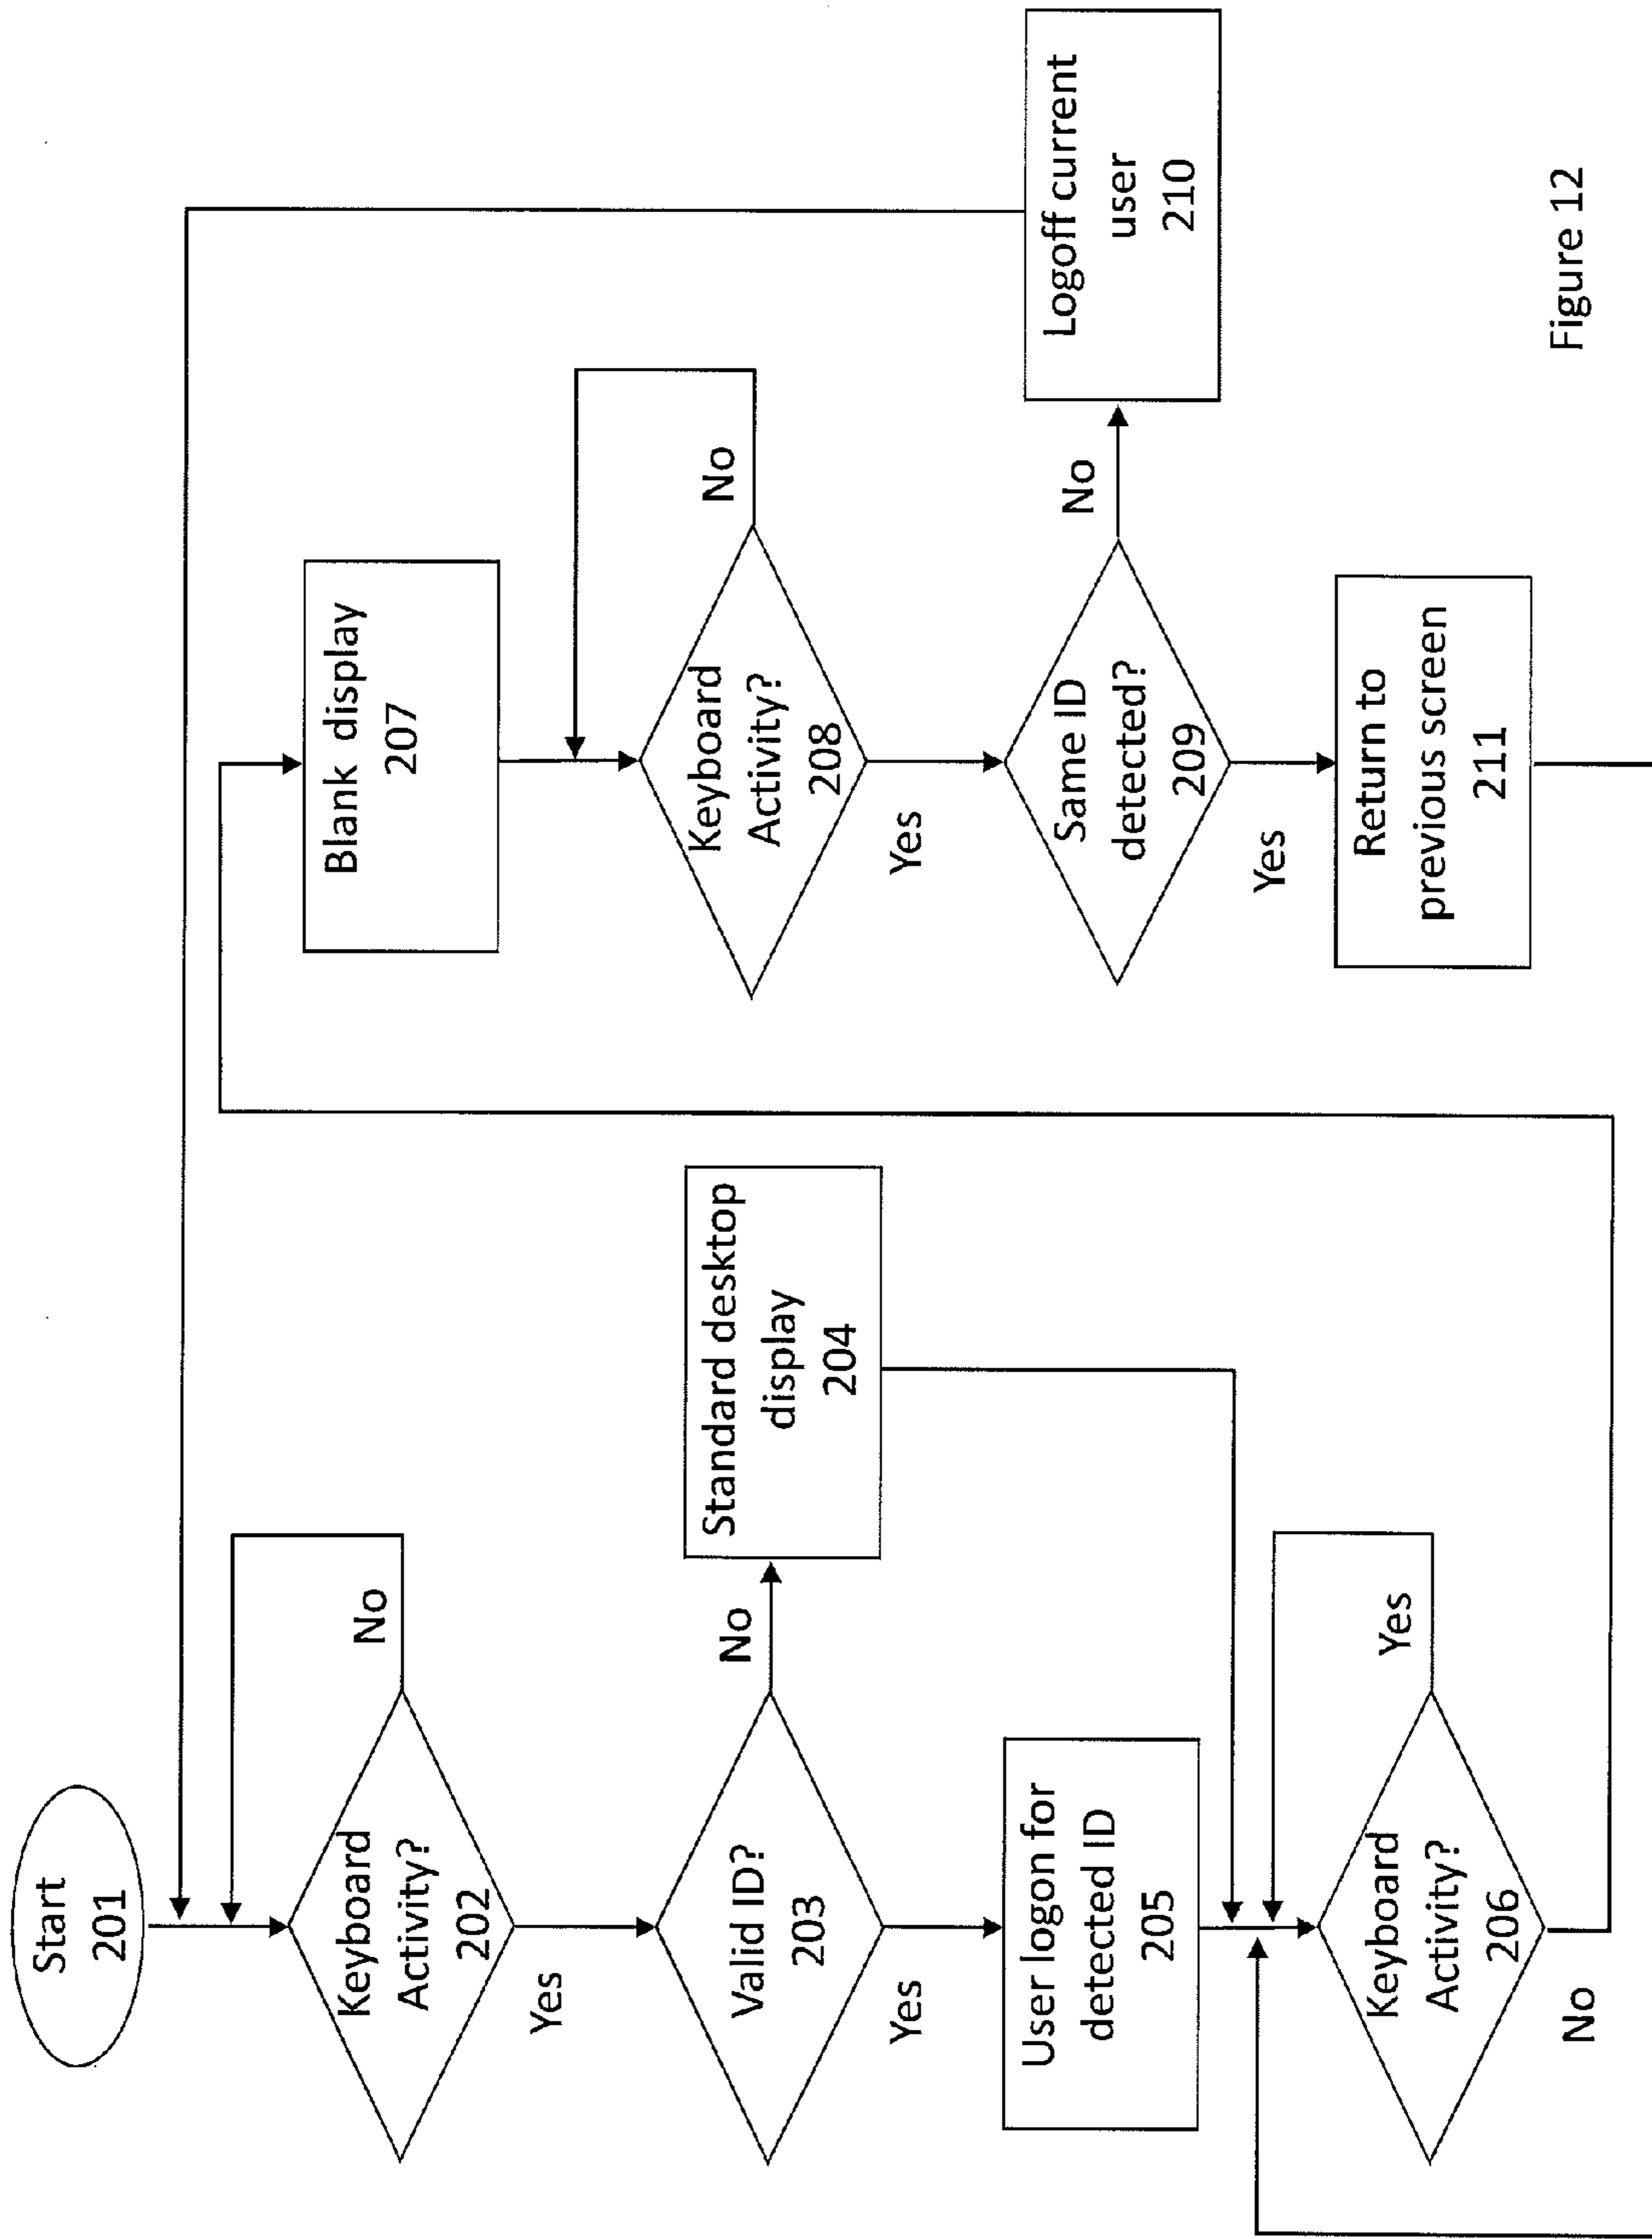 Start
201
Keyboard
Activity?
202
No
Yes
Valid ID?
203
No
Yes
Standard desktop
display
204
User logon for
detected ID
205
Keyboard
Activity?
206
Yes
No
Blank display
207
Keyboard
Activity?
208
No
Yes
Same ID
detected?
209
No
Yes
Logoff current
user
210
Return to
previous screen
211
Figure 12